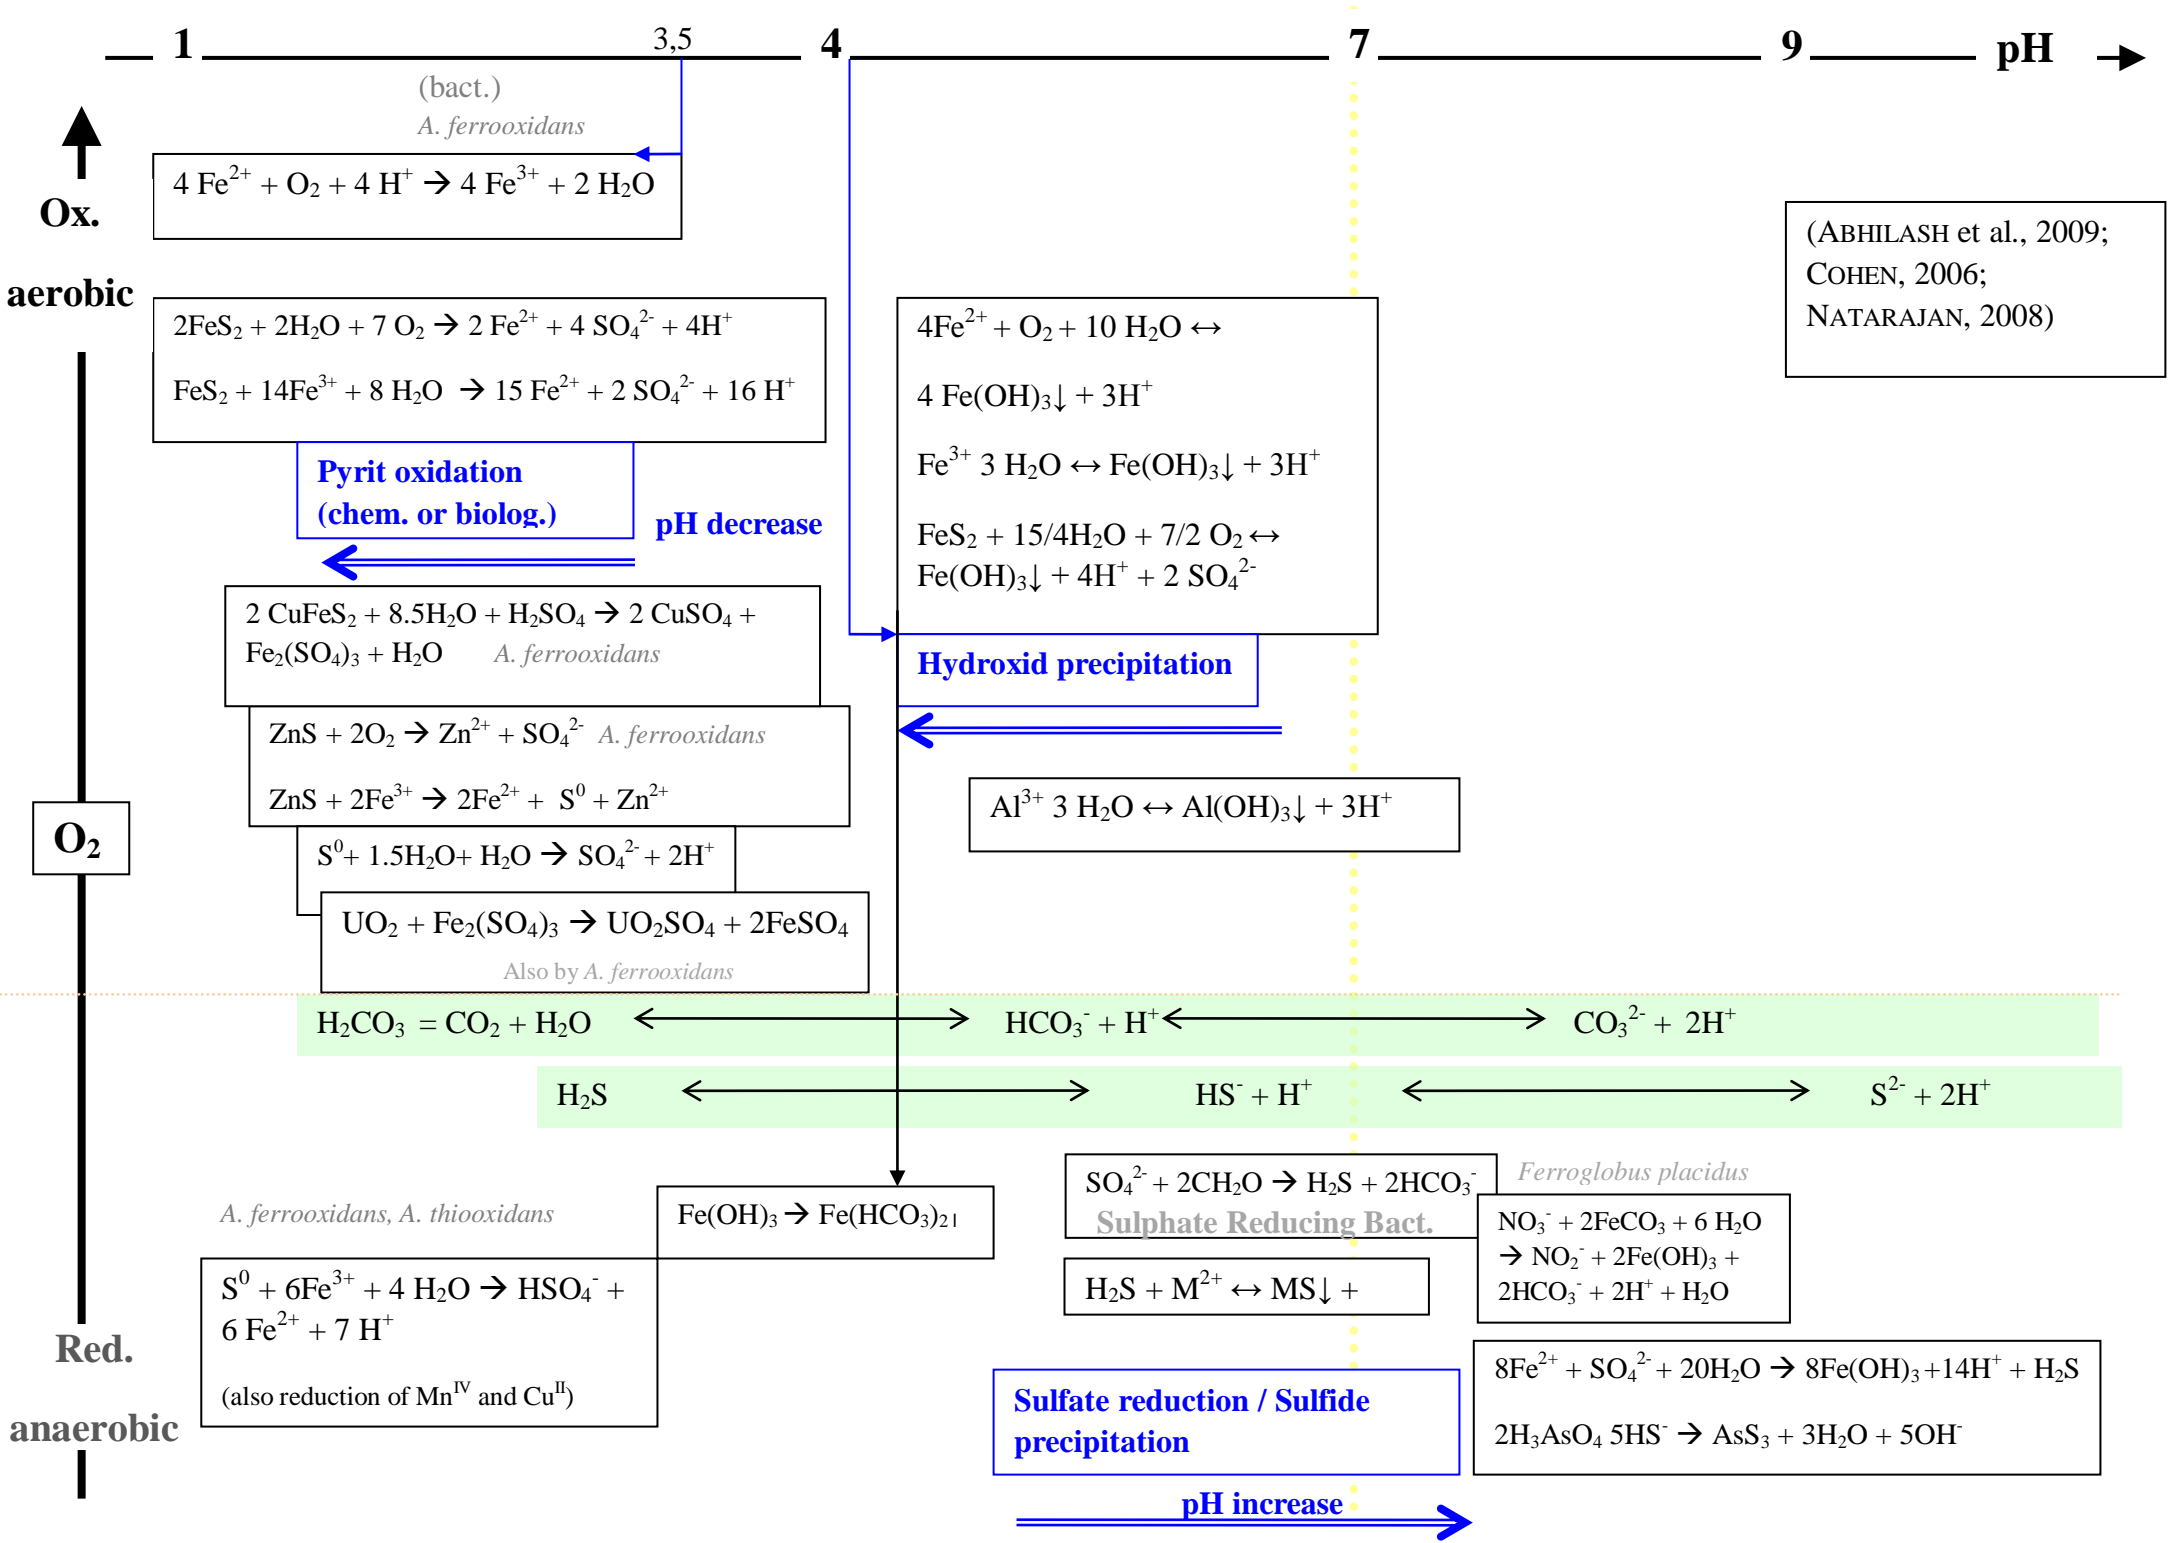 1 3,5 4 7 9 pH
(bact.)
A. ferrooxidans
4 Fe²⁺ + O₂ + 4 H⁺ → 4 Fe³⁺ + 2 H₂O
Ox.
aerobic
(ABHILASH et al., 2009;
COHEN, 2006;
NATARAJAN, 2008)
2FeS₂ + 2H₂O + 7 O₂ → 2 Fe²⁺ + 4 SO₄²⁻ + 4H⁺
FeS₂ + 14Fe³⁺ + 8 H₂O → 15 Fe²⁺ + 2 SO₄²⁻ + 16 H⁺
Pyrit oxidation
(chem. or biolog.)
pH decrease
4Fe²⁺ + O₂ + 10 H₂O ↔
4 Fe(OH)₃↓ + 3H⁺
Fe³⁺ 3 H₂O ↔ Fe(OH)₃↓ + 3H⁺
FeS₂ + 15/4H₂O + 7/2 O₂ ↔
Fe(OH)₃↓ + 4H⁺ + 2 SO₄²⁻
Hydroxid precipitation
2 CuFeS₂ + 8.5H₂O + H₂SO₄ → 2 CuSO₄ +
Fe₂(SO₄)₃ + H₂O A. ferrooxidans
ZnS + 2O₂ → Zn²⁺ + SO₄²⁻ A. ferrooxidans
ZnS + 2Fe³⁺ → 2Fe²⁺ + S⁰ + Zn²⁺
Al³⁺ 3 H₂O ↔ Al(OH)₃↓ + 3H⁺
O₂
S⁰+ 1.5H₂O+ H₂O → SO₄²⁻ + 2H⁺
UO₂ + Fe₂(SO₄)₃ → UO₂SO₄ + 2FeSO₄
Also by A. ferrooxidans
H₂CO₃ = CO₂ + H₂O HCO₃⁻ + H⁺ CO₃²⁻ + 2H⁺
H₂S HS⁻ + H⁺ S²⁻ + 2H⁺
A. ferrooxidans, A. thiooxidans
Fe(OH)₃ → Fe(HCO₃)₂↓
SO₄²⁻ + 2CH₂O → H₂S + 2HCO₃⁻
Sulphate Reducing Bact.
Ferroglobus placidus
NO₃⁻ + 2FeCO₃ + 6 H₂O
→ NO₂⁻ + 2Fe(OH)₃ +
2HCO₃⁻ + 2H⁺ + H₂O
S⁰ + 6Fe³⁺ + 4 H₂O → HSO₄⁻ +
6 Fe²⁺ + 7 H⁺
(also reduction of Mnᴵⱽ and Cuᴵᴵ)
H₂S + M²⁺ ↔ MS↓ +
Red.
anaerobic
Sulfate reduction / Sulfide
precipitation
8Fe²⁺ + SO₄²⁻ + 20H₂O → 8Fe(OH)₃ +14H⁺ + H₂S
2H₃AsO₄ 5HS⁻ → AsS₃ + 3H₂O + 5OH⁻
pH increase